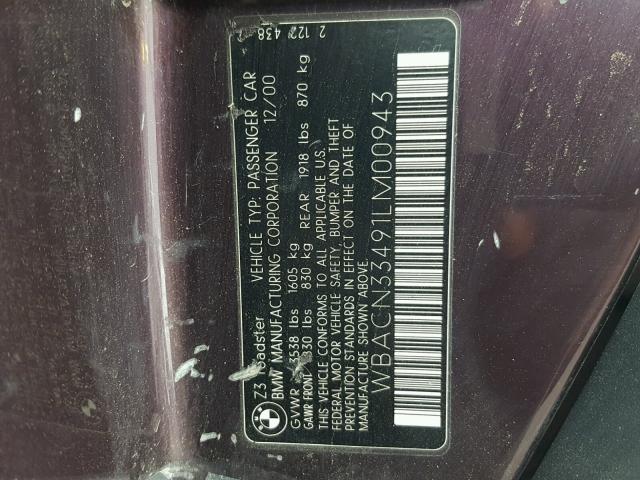 Z3 roadster VEHICLE TYP: PASSENGER CAR
BMW MANUFACTURING CORPORATION 12/00
GVWR 3538 lbs 1605 kg
GAWR FRONT 1830 lbs 830 kg REAR 1918 lbs 870 kg
THIS VEHICLE CONFORMS TO ALL APPLICABLE U.S.
FEDERAL MOTOR VEHICLE SAFETY, BUMPER AND THEFT
PREVENTION STANDARDS IN EFFECT ON THE DATE OF
MANUFACTURE SHOWN ABOVE.
WBACN33491LM00943
2 122 438
BMW